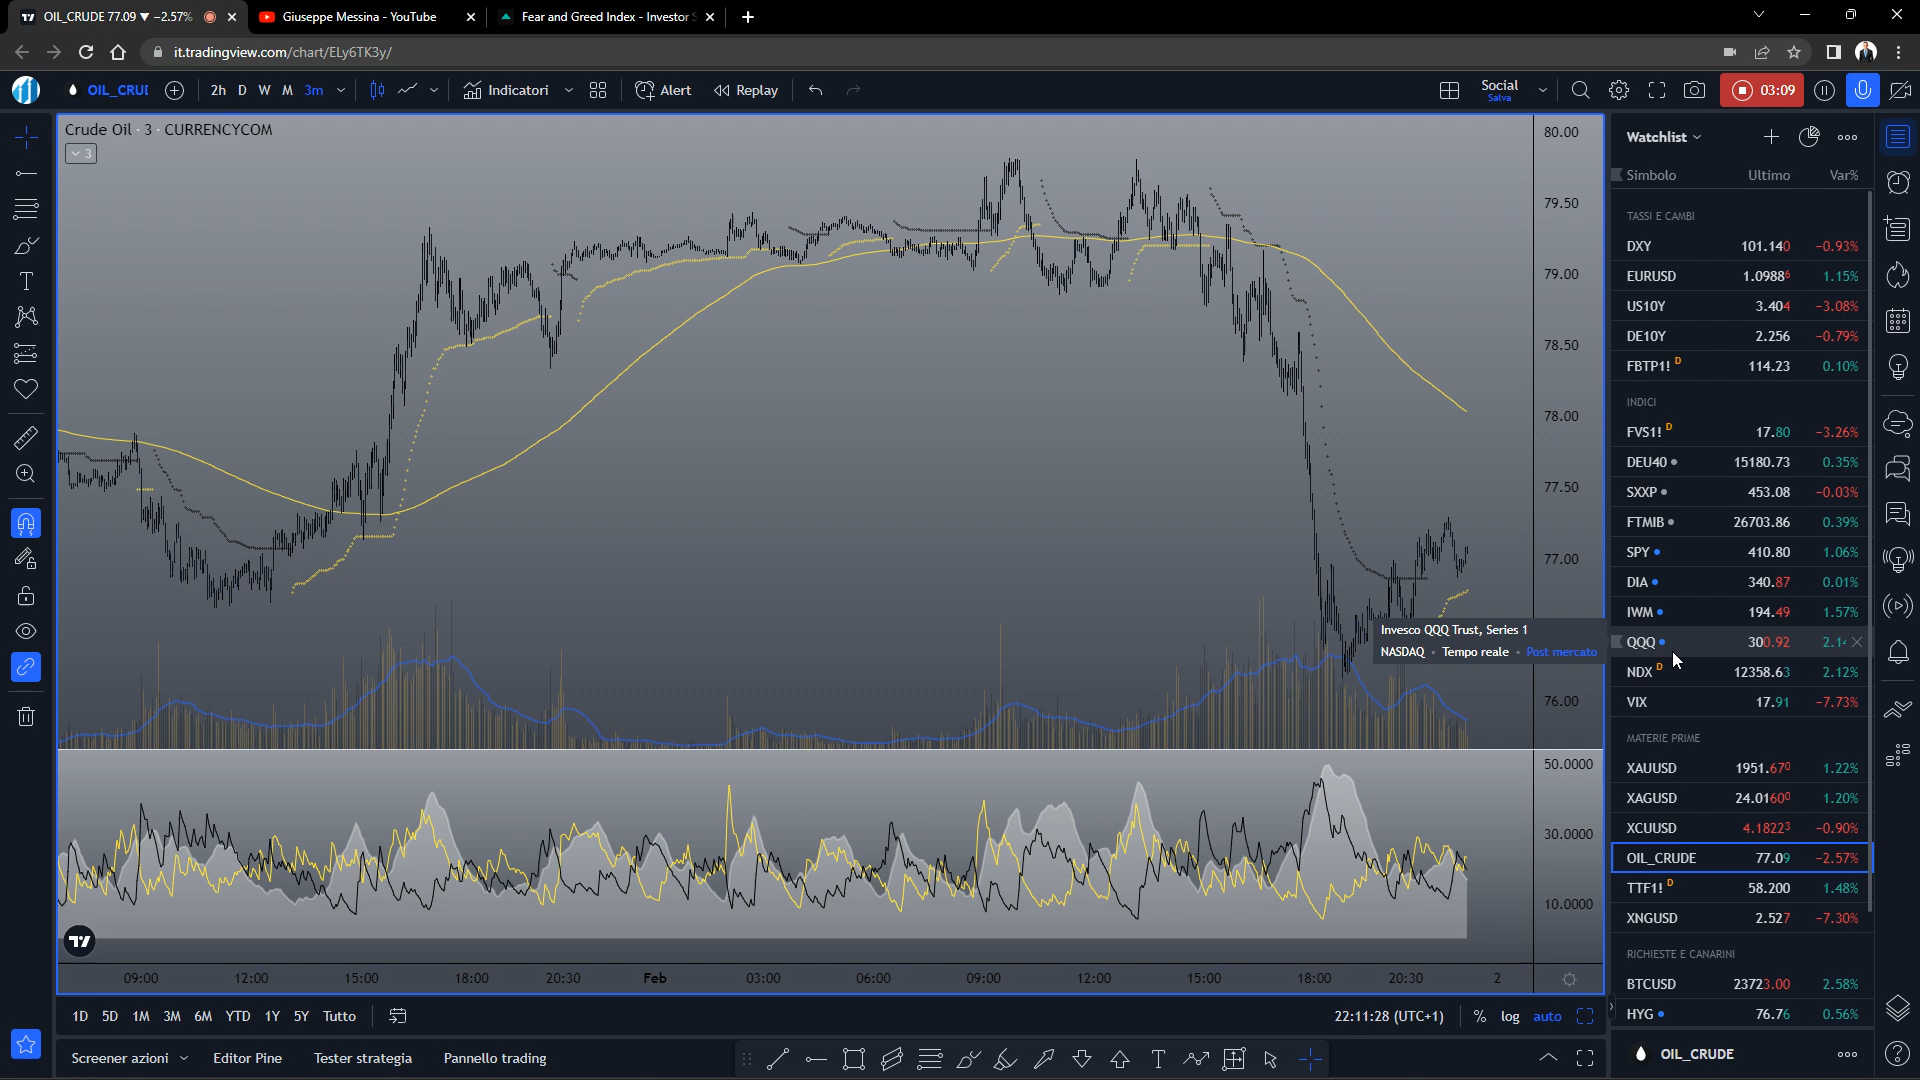 OIL_CRUDE 77.09 ▼ −2.57%
Giuseppe Messina - YouTube
Fear and Greed Index - Investor S
it.tradingview.com/chart/ELy6TK3y/
OIL_CRUI
2h D W M 3m
Indicatori
Alert
Replay
Social
Salva
03:09
Crude Oil · 3 · CURRENCYCOM
3
80.00
79.50
79.00
78.50
78.00
77.50
77.00
76.00
50.0000
30.0000
10.0000
09:00 12:00 15:00 18:00 20:30 Feb 03:00 06:00 09:00 12:00 15:00 18:00 20:30 2
Invesco QQQ Trust, Series 1
NASDAQ · Tempo reale · Post mercato
1D 5D 1M 3M 6M YTD 1Y 5Y Tutto
22:11:28 (UTC+1)
% log auto
Screener azioni
Editor Pine
Tester strategia
Pannello trading
Watchlist
Simbolo Ultimo Var%
TASSI E CAMBI
DXY 101.140 −0.93%
EURUSD 1.09886 1.15%
US10Y 3.404 −3.08%
DE10Y 2.256 −0.79%
FBTP1! D 114.23 0.10%
INDICI
FVS1! D 17.80 −3.26%
DEU40 15180.73 0.35%
SXXP 453.08 −0.03%
FTMIB 26703.86 0.39%
SPY 410.80 1.06%
DIA 340.87 0.01%
IWM 194.49 1.57%
QQQ 300.92 2.14
NDX D 12358.63 2.12%
VIX 17.91 −7.73%
MATERIE PRIME
XAUUSD 1951.670 1.22%
XAGUSD 24.01600 1.20%
XCUUSD 4.18223 −0.90%
OIL_CRUDE 77.09 −2.57%
TTF1! D 58.200 1.48%
XNGUSD 2.527 −7.30%
RICHIESTE E CANARINI
BTCUSD 23723.00 2.58%
HYG 76.76 0.56%
OIL_CRUDE